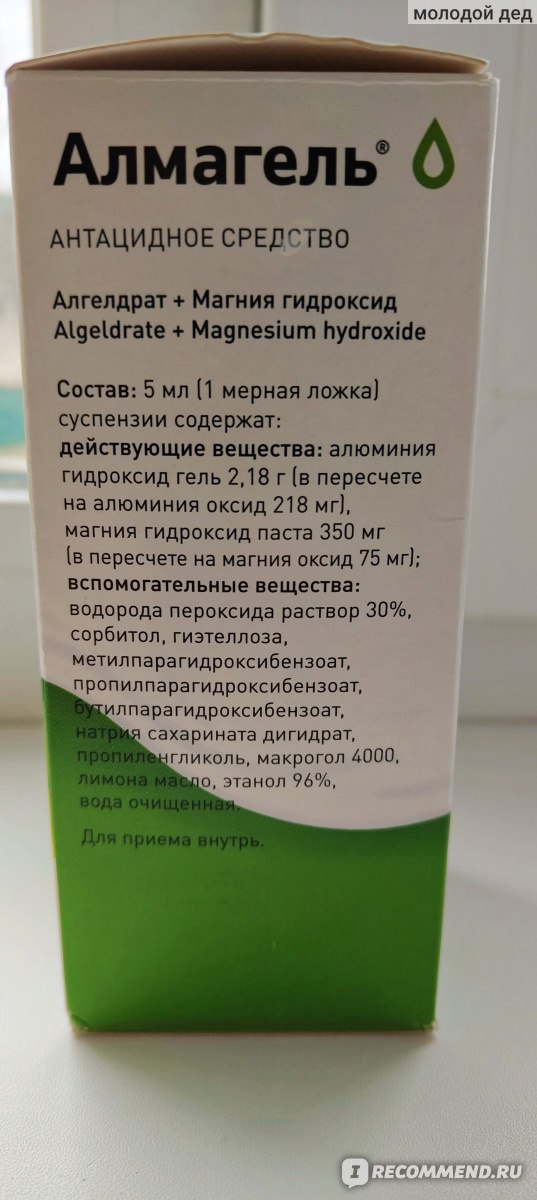 молодой дед
Алмагель®
АНТАЦИДНОЕ СРЕДСТВО
Алгелдрат + Магния гидроксид
Algeldrate + Magnesium hydroxide
Состав: 5 мл (1 мерная ложка)
суспензии содержат:
действующие вещества: алюминия
гидроксид гель 2,18 г (в пересчете
на алюминия оксид 218 мг),
магния гидроксид паста 350 мг
(в пересчете на магния оксид 75 мг);
вспомогательные вещества:
водорода пероксида раствор 30%,
сорбитол, гиэтеллоза,
метилпарагидроксибензоат,
пропилпарагидроксибензоат,
бутилпарагидроксибензоат,
натрия сахарината дигидрат,
пропиленгликоль, макрогол 4000,
лимона масло, этанол 96%,
вода очищенная.
Для приема внутрь.
IRECOMMEND.RU